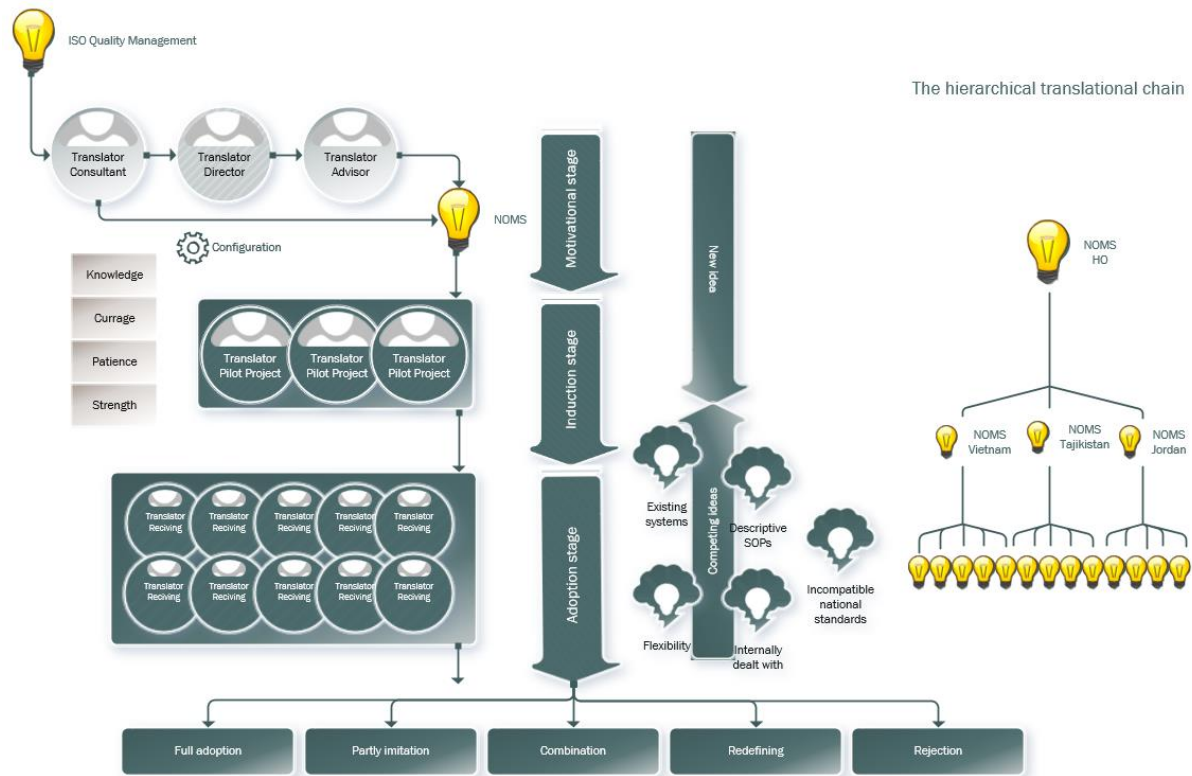 ISO Quality Management
The hierarchical translational chain
Translator
Consultant
Translator
Director
Translator
Advisor
NOMS
Configuration
Knowledge
Currage
Patience
Strength
Translator
Pilot Project
Translator
Pilot Project
Translator
Pilot Project
Translator
Reciving
Translator
Reciving
Translator
Reciving
Translator
Reciving
Translator
Reciving
Translator
Reciving
Translator
Reciving
Translator
Reciving
Translator
Reciving
Translator
Reciving
Motivational stage
Induction stage
Adoption stage
New idea
Competing ideas
Existing
systems
Descriptive
SOPs
Incompatible
national
standards
Flexibility
Internally
dealt with
NOMS
HO
NOMS
Vietnam
NOMS
Tajikistan
NOMS
Jordan
Full adoption
Partly imitation
Combination
Redefining
Rejection